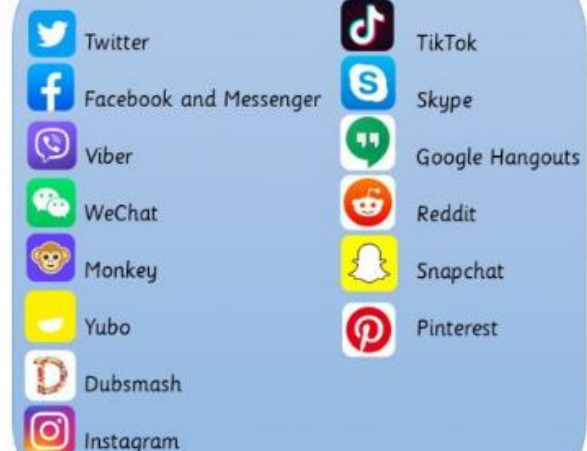 Twitter
Facebook and Messenger
Viber
WeChat
Monkey
Yubo
Dubsmash
Instagram
TikTok
Skype
Google Hangouts
Reddit
Snapchat
Pinterest